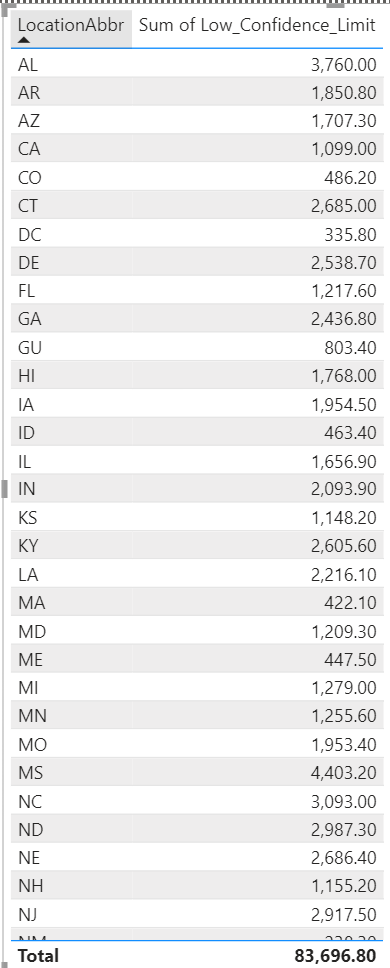 LocationAbbr Sum of Low_Confidence_Limit
AL 3,760.00
AR 1,850.80
AZ 1,707.30
CA 1,099.00
CO 486.20
CT 2,685.00
DC 335.80
DE 2,538.70
FL 1,217.60
GA 2,436.80
GU 803.40
HI 1,768.00
IA 1,954.50
ID 463.40
IL 1,656.90
IN 2,093.90
KS 1,148.20
KY 2,605.60
LA 2,216.10
MA 422.10
MD 1,209.30
ME 447.50
MI 1,279.00
MN 1,255.60
MO 1,953.40
MS 4,403.20
NC 3,093.00
ND 2,987.30
NE 2,686.40
NH 1,155.20
NJ 2,917.50
NM
Total 83,696.80